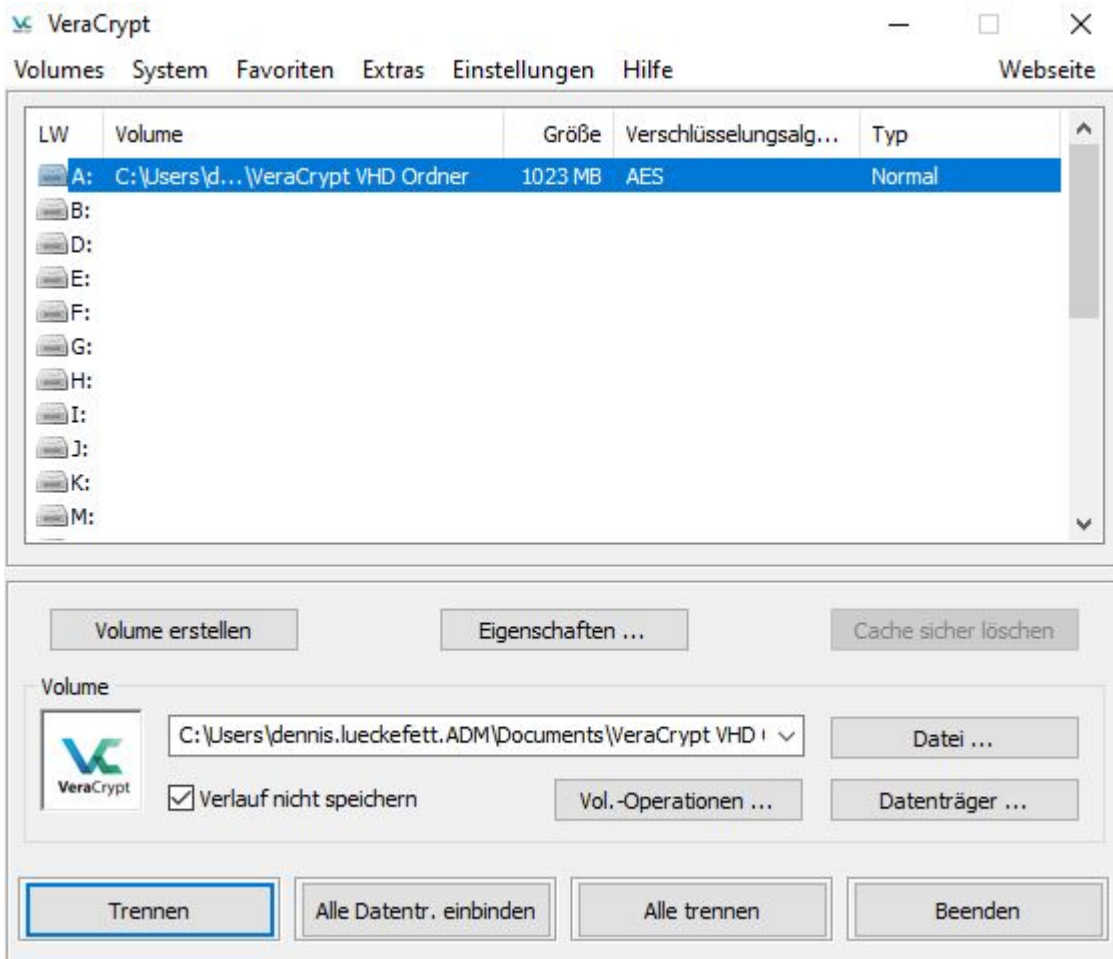 VeraCrypt
Volumes System Favoriten Extras Einstellungen Hilfe Webseite
LW Volume Größe Verschlüsselungsalg... Typ
A: C:\Users\d...\VeraCrypt VHD Ordner 1023 MB AES Normal
B:
D:
E:
F:
G:
H:
I:
J:
K:
M:
Volume erstellen Eigenschaften ... Cache sicher löschen
Volume
C:\Users\dennis.lueckefett.ADM\Documents\VeraCrypt VHD
Datei ...
VeraCrypt
Verlauf nicht speichern Vol.-Operationen ... Datenträger ...
Trennen Alle Datentr. einbinden Alle trennen Beenden